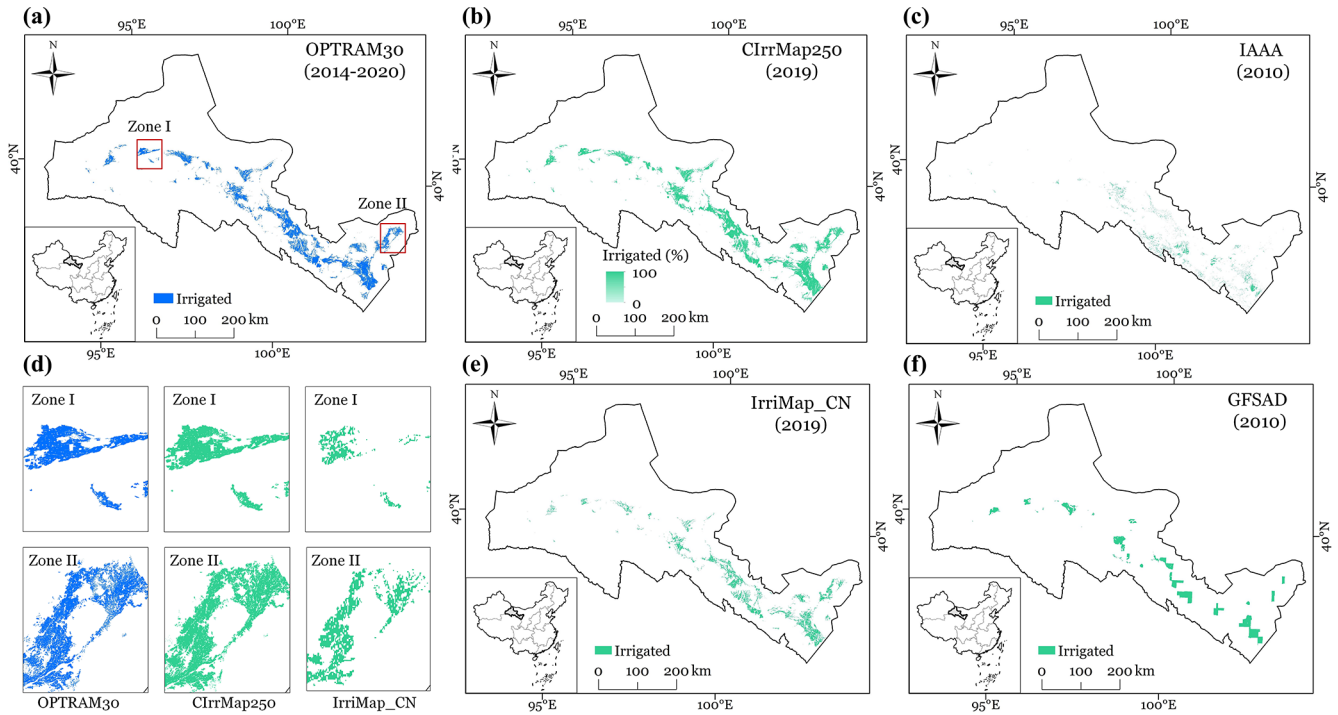 (a)
95°E
100°E
N
OPTRAM30
(2014-2020)
Zone I
Zone II
40°N
40°N
Irrigated
0 100 200 km
95°E
100°E
(b)
95°E
100°E
N
CIrrMap250
(2019)
40°N
Irrigated (%)
100
0
0 100 200 km
95°E
100°E
(c)
95°E
100°E
N
IAAA
(2010)
40°N
40°N
Irrigated
0 100 200 km
95°E
100°E
(d)
Zone I
Zone I
Zone I
Zone II
Zone II
Zone II
OPTRAM30
CIrrMap250
IrriMap_CN
(e)
95°E
100°E
N
IrriMap_CN
(2019)
40°N
40°N
Irrigated
0 100 200 km
95°E
100°E
(f)
95°E
100°E
N
GFSAD
(2010)
40°N
Irrigated
0 100 200 km
95°E
100°E